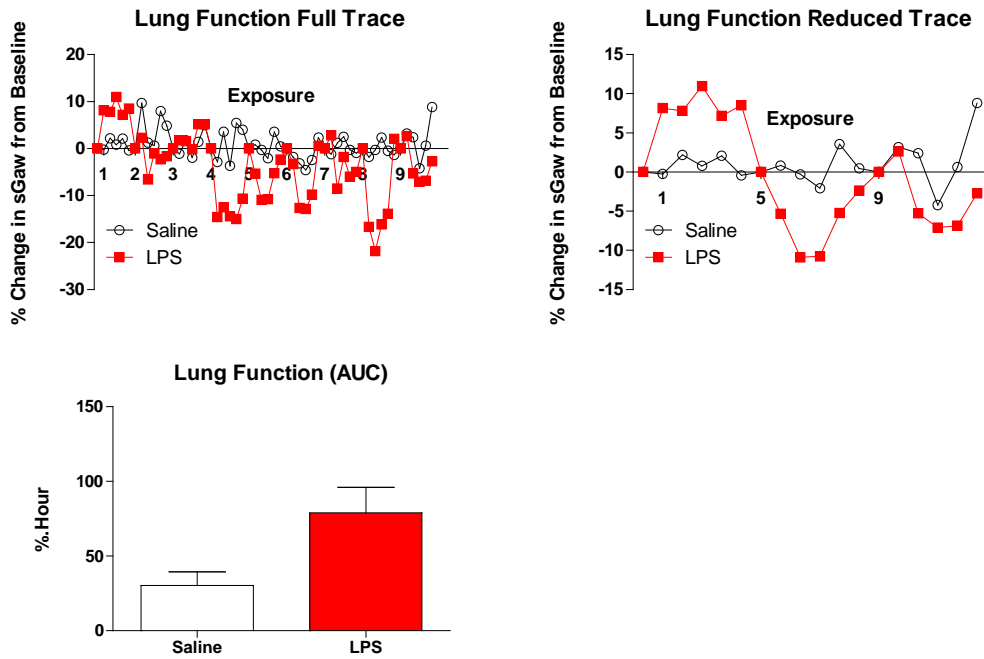 Lung Function Full Trace
% Change in sGaw from Baseline
20
10
0
-10
-20
-30
Exposure
1 2 3 4 5 6 7 8 9
Saline
LPS
Lung Function Reduced Trace
% Change in sGaw from Baseline
15
10
5
0
-5
-10
-15
Exposure
1 5 9
Saline
LPS
Lung Function (AUC)
%.Hour
150
100
50
0
Saline LPS